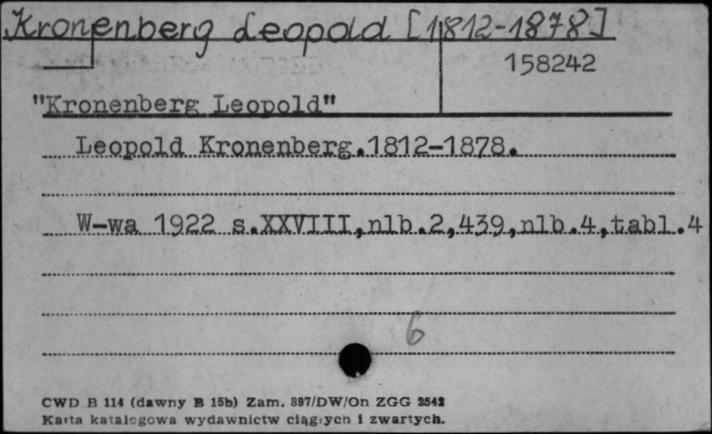 Kronenberg Leopold [1812-1878]
158242
"Kronenberg Leopold"
Leopold Kronenberg.1812-1878.
W-wa 1922 s.XXVIII,nlb.2,439,nlb.4,tabl.4
6
CWD B 114 (dawny B 15b) Zam. 897/DW/On ZGG 2542
Karta katalogowa wydawnictw ciągłych i zwartych.